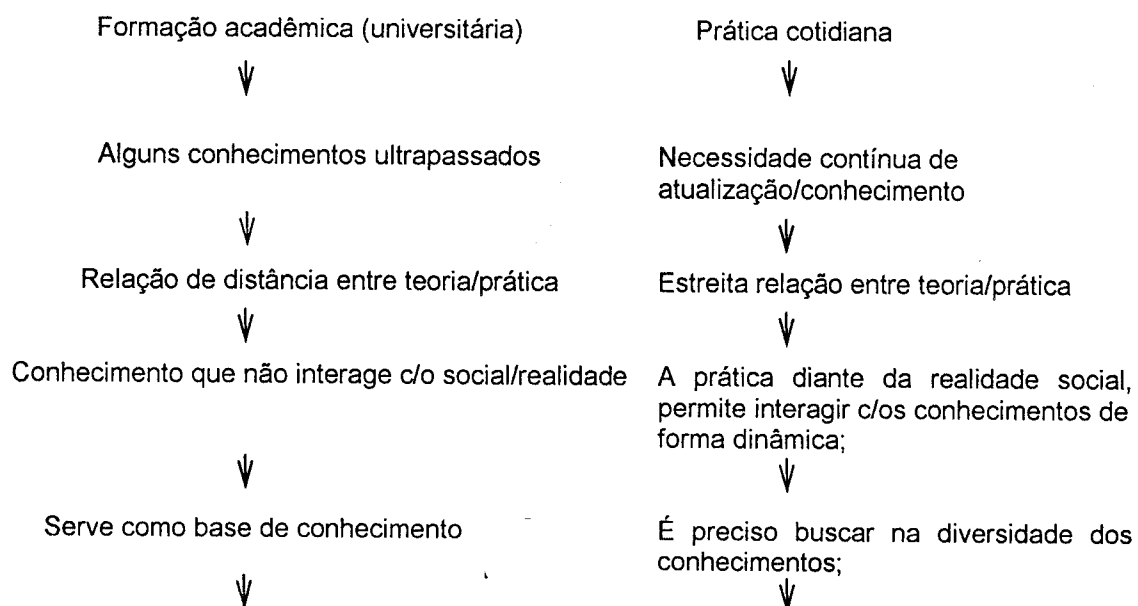 Formação acadêmica (universitária)
Alguns conhecimentos ultrapassados
Relação de distância entre teoria/prática
Conhecimento que não interage c/o social/realidade
Serve como base de conhecimento
Prática cotidiana
Necessidade contínua de
atualização/conhecimento
Estreita relação entre teoria/prática
A prática diante da realidade social,
permite interagir c/os conhecimentos de
forma dinâmica;
É preciso buscar na diversidade dos
conhecimentos;